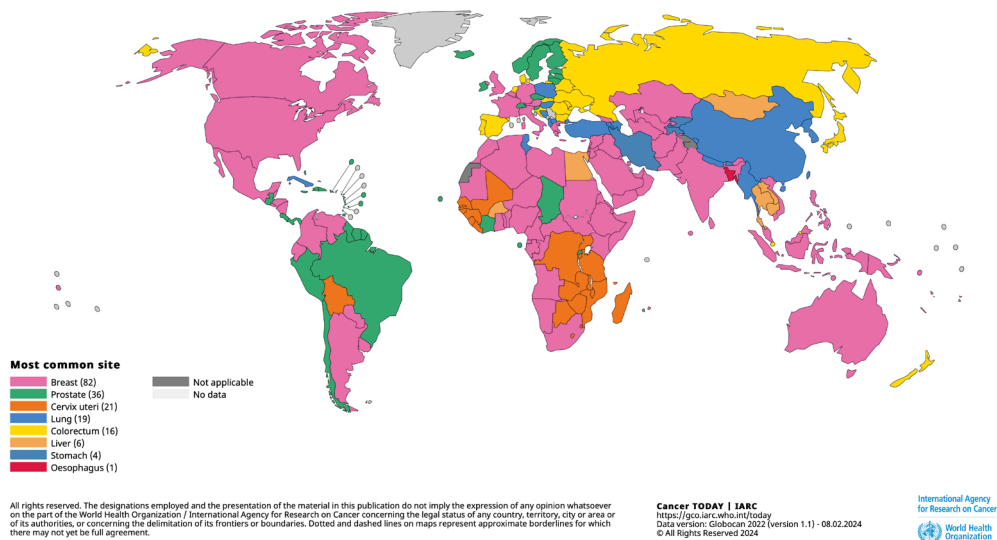 Most common site
Breast (82)
Prostate (36)
Cervix uteri (21)
Lung (19)
Colorectum (16)
Liver (6)
Stomach (4)
Oesophagus (1)
Not applicable
No data
All rights reserved. The designations employed and the presentation of the material in this publication do not imply the expression of any opinion whatsoever
on the part of the World Health Organization / International Agency for Research on Cancer concerning the legal status of any country, territory, city or area or
of its authorities, or concerning the delimitation of its frontiers or boundaries. Dotted and dashed lines on maps represent approximate borderlines for which
there may not yet be full agreement.
Cancer TODAY | IARC
https://gco.iarc.who.int/today
Data version: Globocan 2022 (version 1.1) - 08.02.2024
© All Rights Reserved 2024
International Agency
for Research on Cancer
World Health
Organization